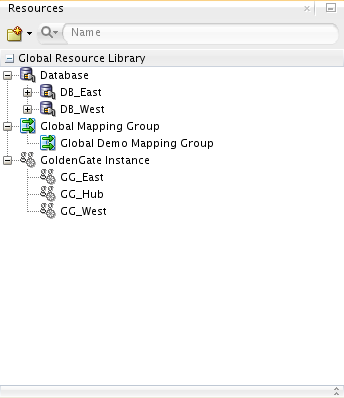 Resources
Name
Global Resource Library
Database
DB_East
DB_West
Global Mapping Group
Global Demo Mapping Group
GoldenGate Instance
GG_East
GG_Hub
GG_West